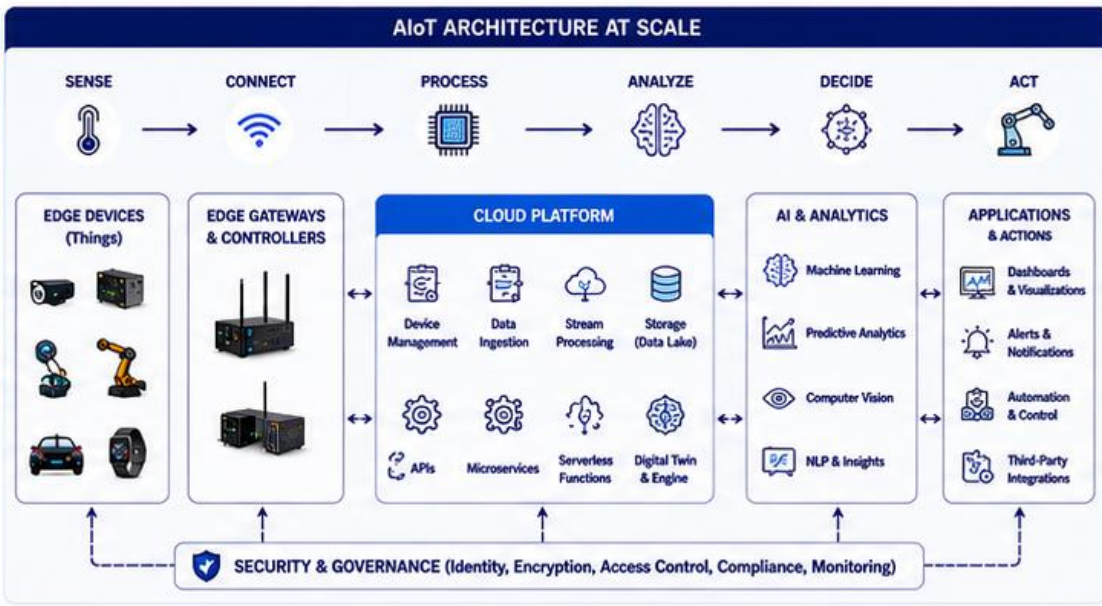 AIoT ARCHITECTURE AT SCALE
SENSE
CONNECT
PROCESS
ANALYZE
DECIDE
ACT
EDGE DEVICES
(Things)
EDGE GATEWAYS
& CONTROLLERS
CLOUD PLATFORM
Device
Management
Data
Ingestion
Stream
Processing
Storage
(Data Lake)
APIs
Microservices
Serverless
Functions
Digital Twin
& Engine
AI & ANALYTICS
Machine Learning
Predictive Analytics
Computer Vision
NLP & Insights
APPLICATIONS
& ACTIONS
Dashboards
& Visualizations
Alerts &
Notifications
Automation
& Control
Third-Party
Integrations
SECURITY & GOVERNANCE (Identity, Encryption, Access Control, Compliance, Monitoring)